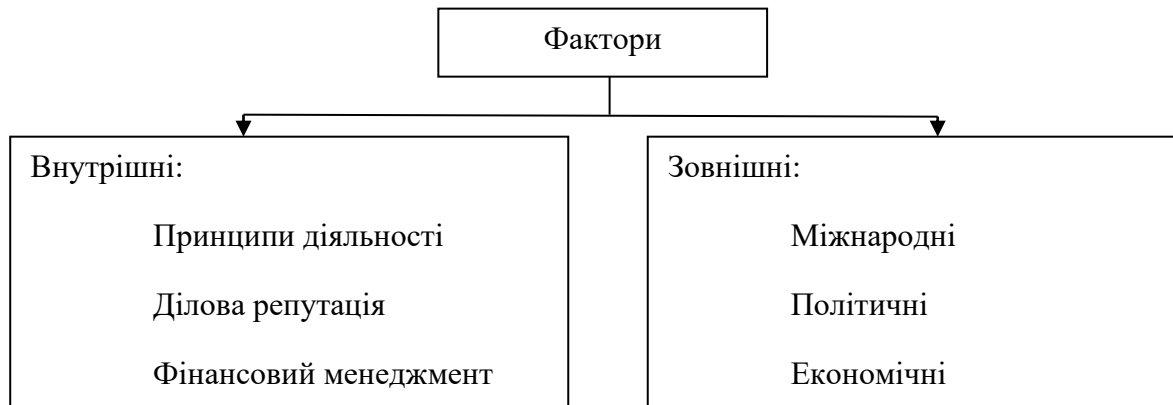 Фактори
Внутрішні:
Принципи діяльності
Ділова репутація
Фінансовий менеджмент
Зовнішні:
Міжнародні
Політичні
Економічні